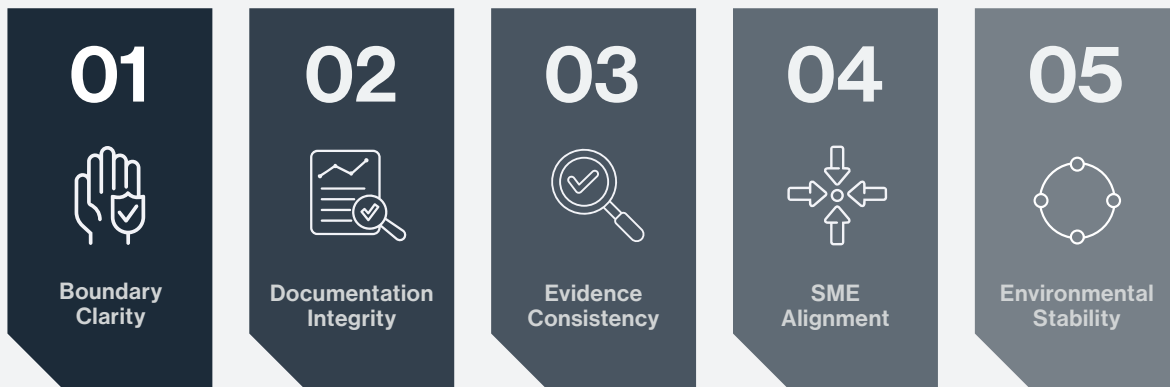 01
Boundary
Clarity
02
Documentation
Integrity
03
Evidence
Consistency
04
SME
Alignment
05
Environmental
Stability